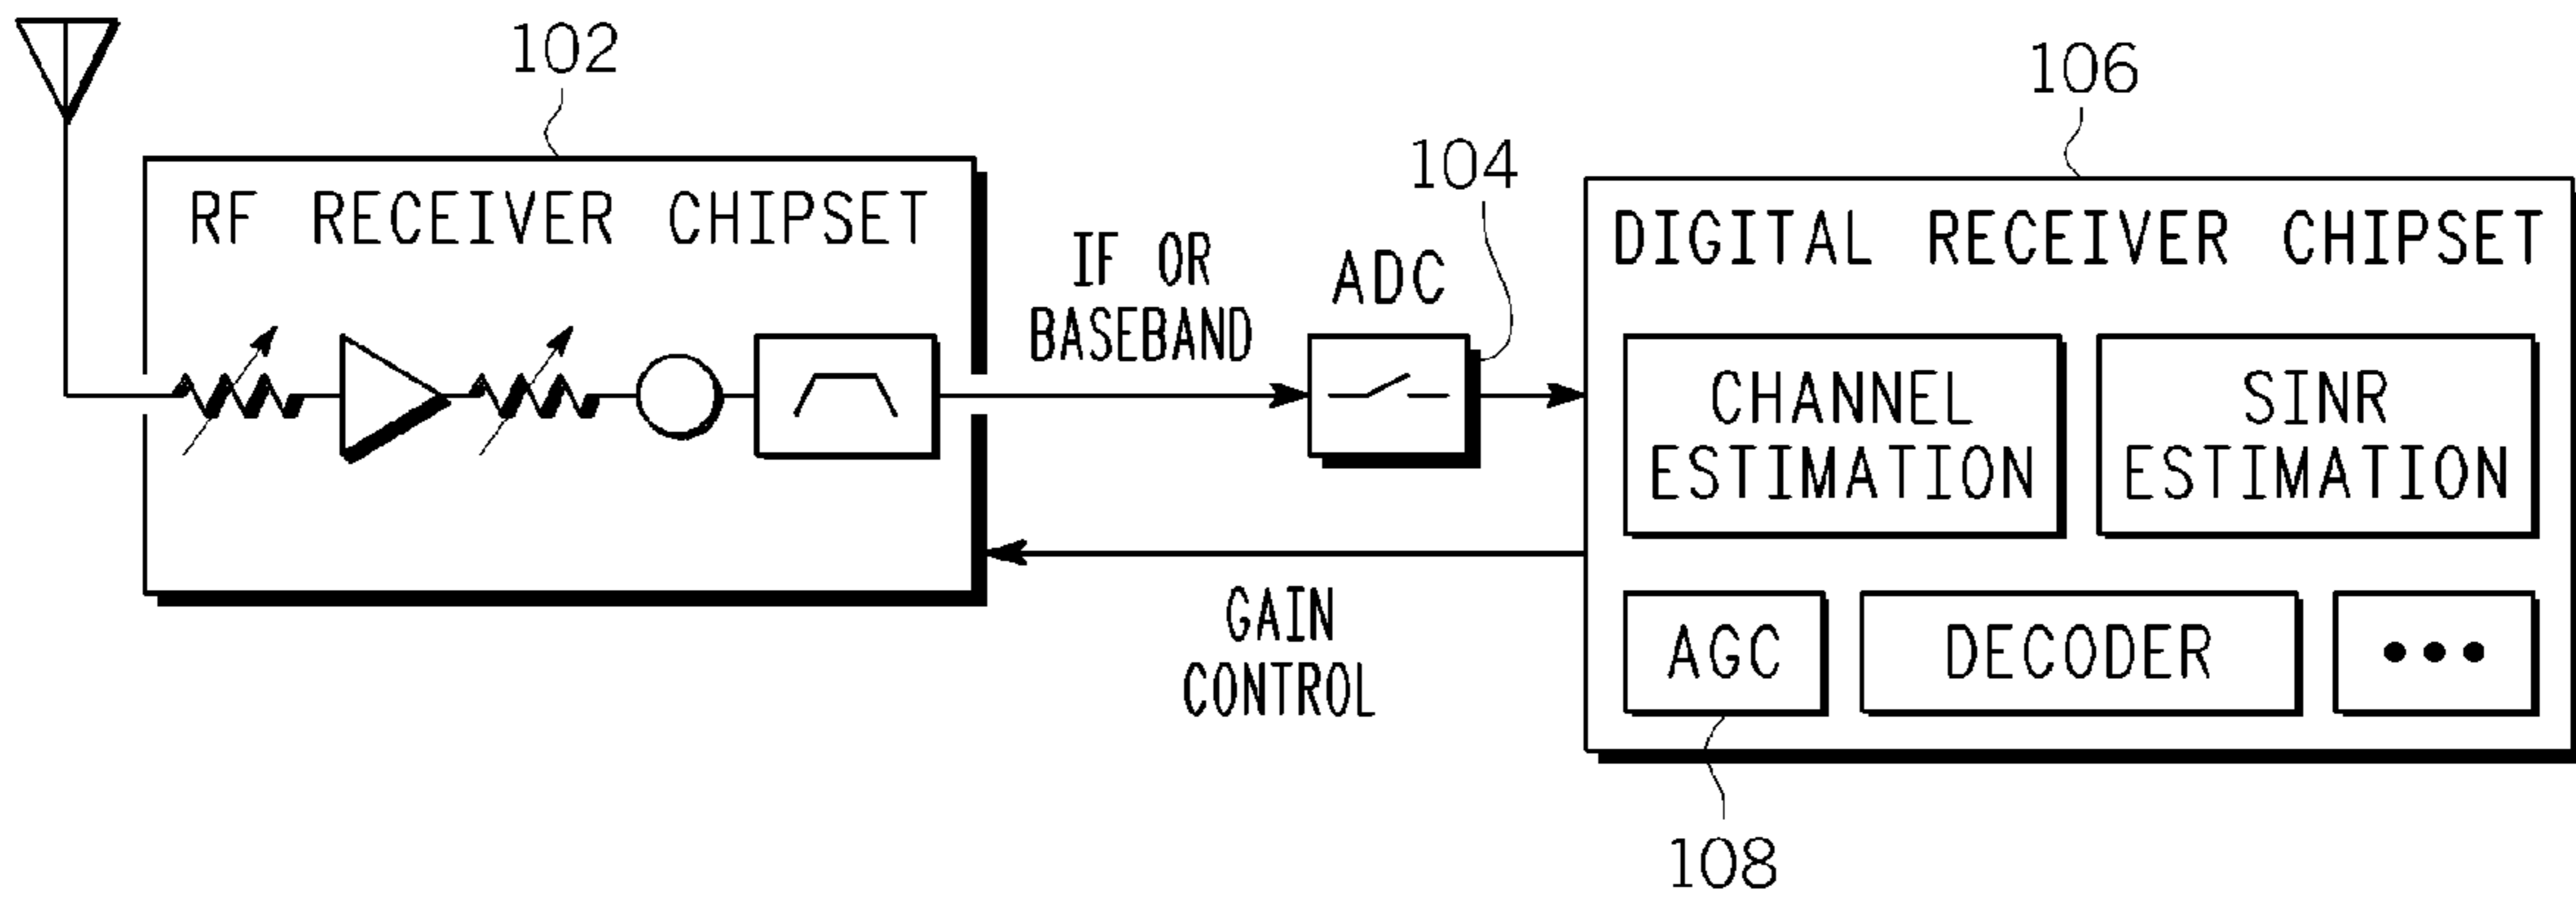 102
RF RECEIVER CHIPSET
IF OR
BASEBAND
ADC
104
106
DIGITAL RECEIVER CHIPSET
CHANNEL
ESTIMATION
SINR
ESTIMATION
GAIN
CONTROL
AGC
DECODER
•••
108